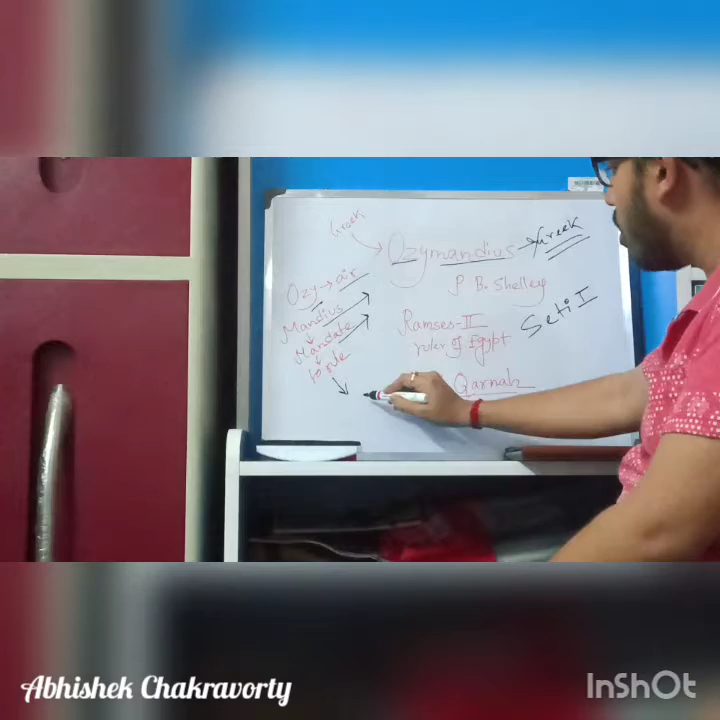 Greek
Ozymandius → Greek
P B. Shelley
Ozy → air
Mandius
Mandate
to rule
Ramses-II
ruler of Egypt
Seti I
Qarnah
Abhishek Chakravorty
InShOt